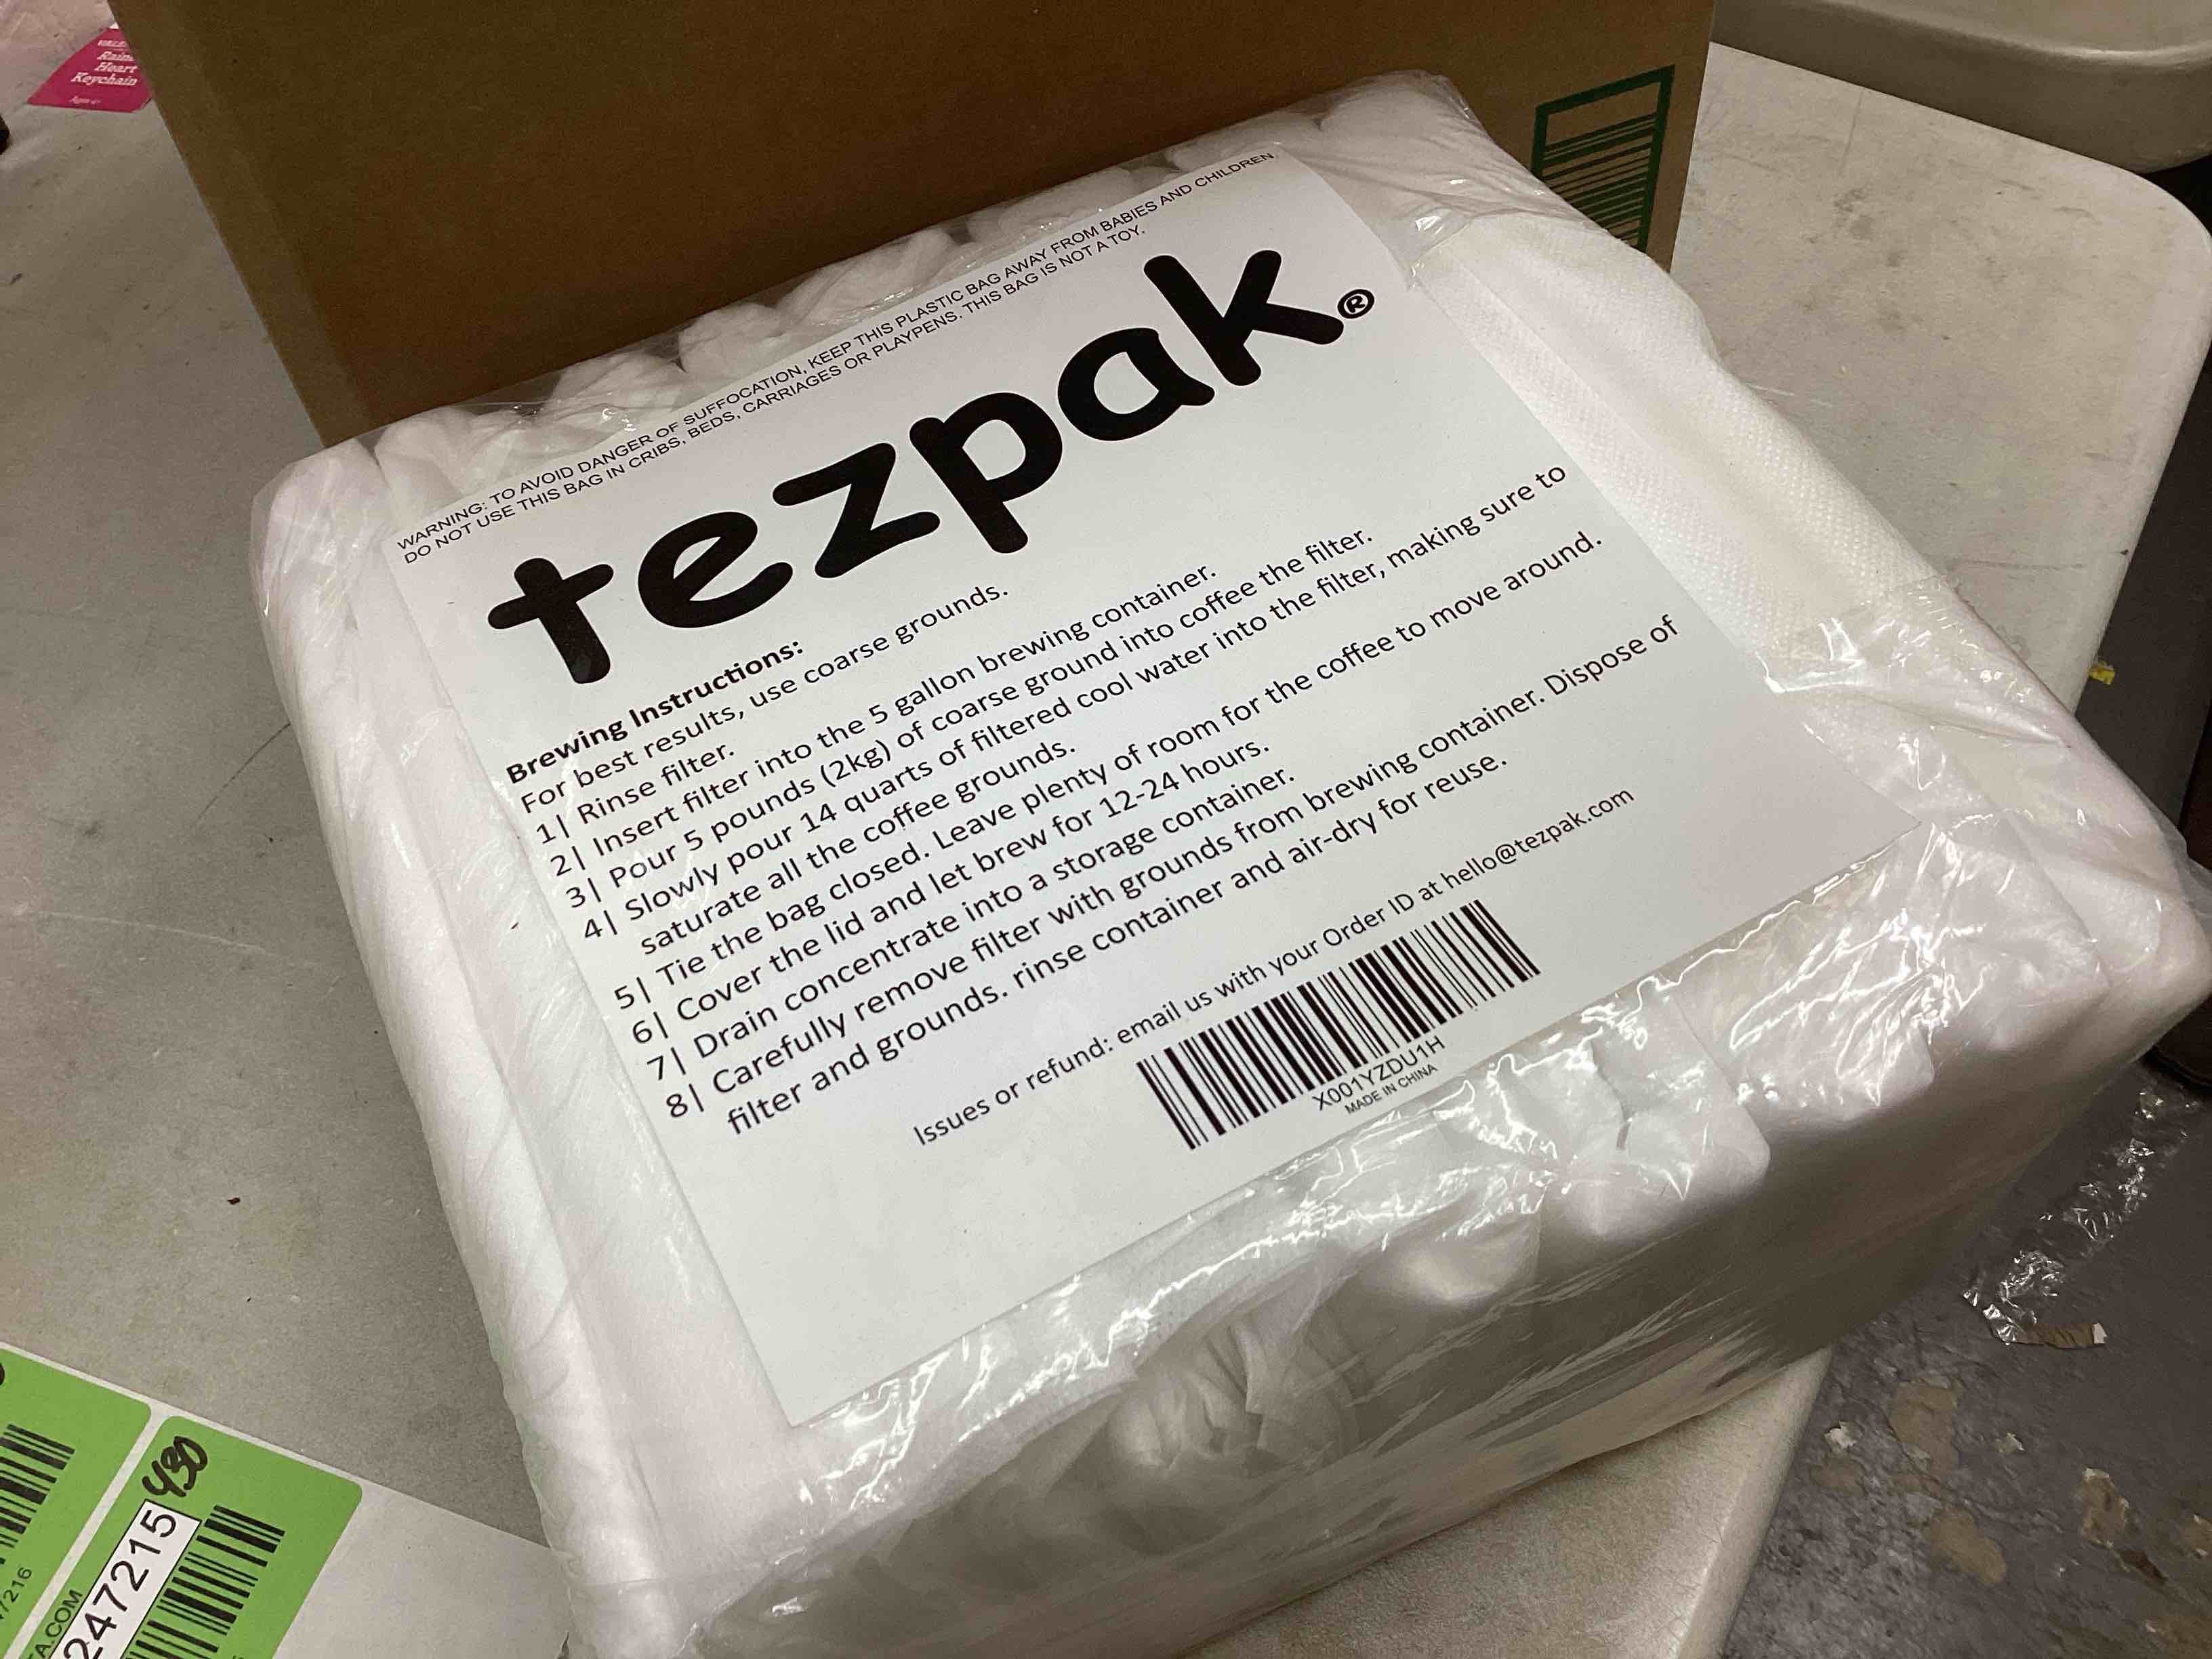 Heart
Keychain
WARNING: TO AVOID DANGER OF SUFFOCATION, KEEP THIS PLASTIC BAG AWAY FROM BABIES AND CHILDREN.
DO NOT USE THIS BAG IN CRIBS, BEDS, CARRIAGES OR PLAYPENS. THIS BAG IS NOT A TOY.
tezpak®
Brewing Instructions:
For best results, use coarse grounds.
1| Rinse filter.
2| Insert filter into the 5 gallon brewing container.
3| Pour 5 pounds (2kg) of coarse ground into coffee the filter.
4| Slowly pour 14 quarts of filtered cool water into the filter, making sure to
saturate all the coffee grounds.
5| Tie the bag closed. Leave plenty of room for the coffee to move around.
6| Cover the lid and let brew for 12-24 hours.
7| Drain concentrate into a storage container.
8| Carefully remove filter with grounds from brewing container. Dispose of
filter and grounds. rinse container and air-dry for reuse.
Issues or refund: email us with your Order ID at hello@tezpak.com
X001YZDU1H
MADE IN CHINA
430
247215
A.COM
7216